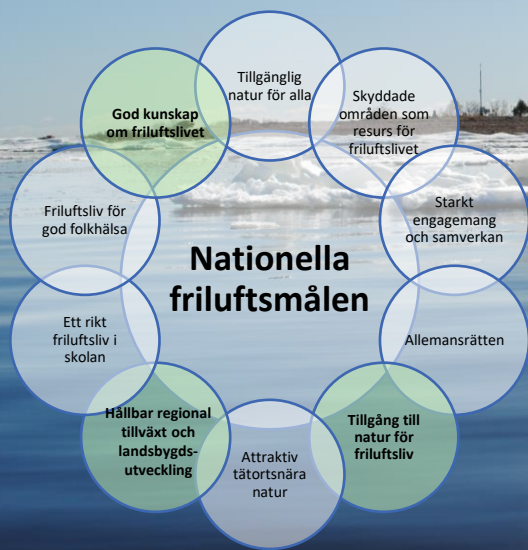 Tillgänglig
natur för alla
Skyddade
områden som
resurs för
friluftslivet
Starkt
engagemang
och samverkan
Allemansrätten
Tillgång till
natur för
friluftsliv
Attraktiv
tätortsnära
natur
Hållbar regional
tillväxt och
landsbygds-
utveckling
Ett rikt
friluftsliv i
skolan
Friluftsliv för
god folkhälsa
God kunskap
om friluftslivet
Nationella
friluftsmålen